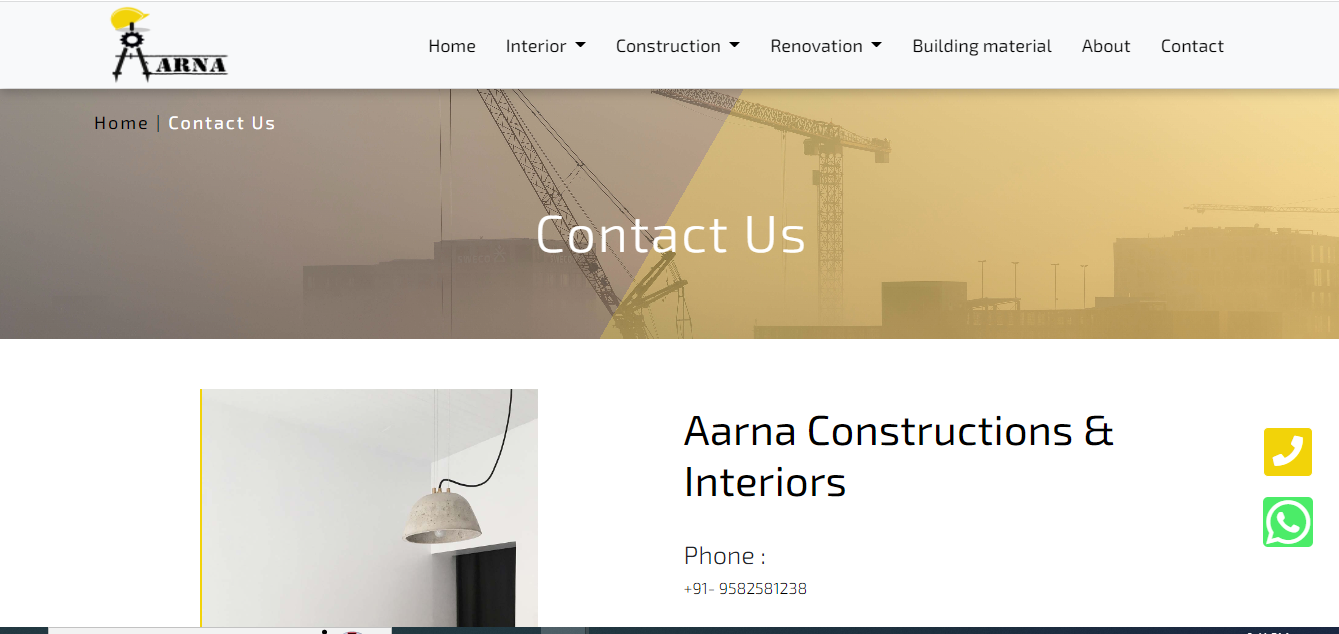 AARNA
Home Interior Construction Renovation Building material About Contact
Home | Contact Us
Contact Us
Aarna Constructions &
Interiors
Phone :
+91- 9582581238